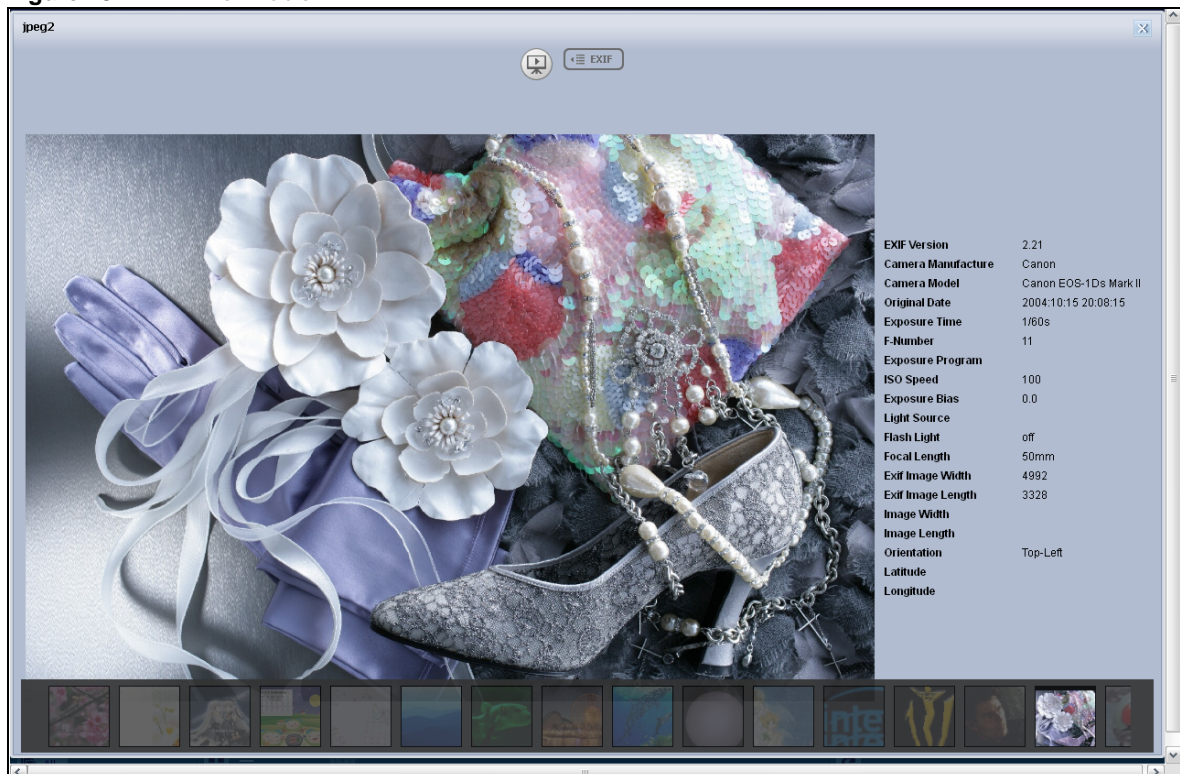 jpeg2
EXIF
EXIF Version 2.21
Camera Manufacture Canon
Camera Model Canon EOS-1Ds Mark II
Original Date 2004:10:15 20:08:15
Exposure Time 1/60s
F-Number 11
Exposure Program
ISO Speed 100
Exposure Bias 0.0
Light Source
Flash Light off
Focal Length 50mm
Exif Image Width 4992
Exif Image Length 3328
Image Width
Image Length
Orientation Top-Left
Latitude
Longitude
inte